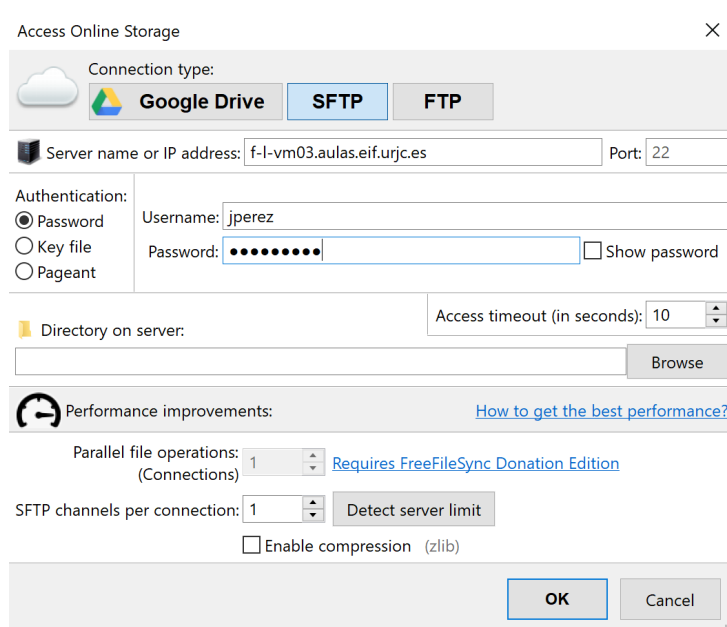 Access Online Storage
Connection type:
Google Drive SFTP FTP
Server name or IP address: f-l-vm03.aulas.eif.urjc.es Port: 22
Authentication:
Password
Key file
Pageant
Username: jperez
Password: ●●●●●●●●● Show password
Access timeout (in seconds): 10
Directory on server:
Browse
Performance improvements: How to get the best performance?
Parallel file operations:
(Connections) 1 Requires FreeFileSync Donation Edition
SFTP channels per connection: 1 Detect server limit
Enable compression (zlib)
OK Cancel